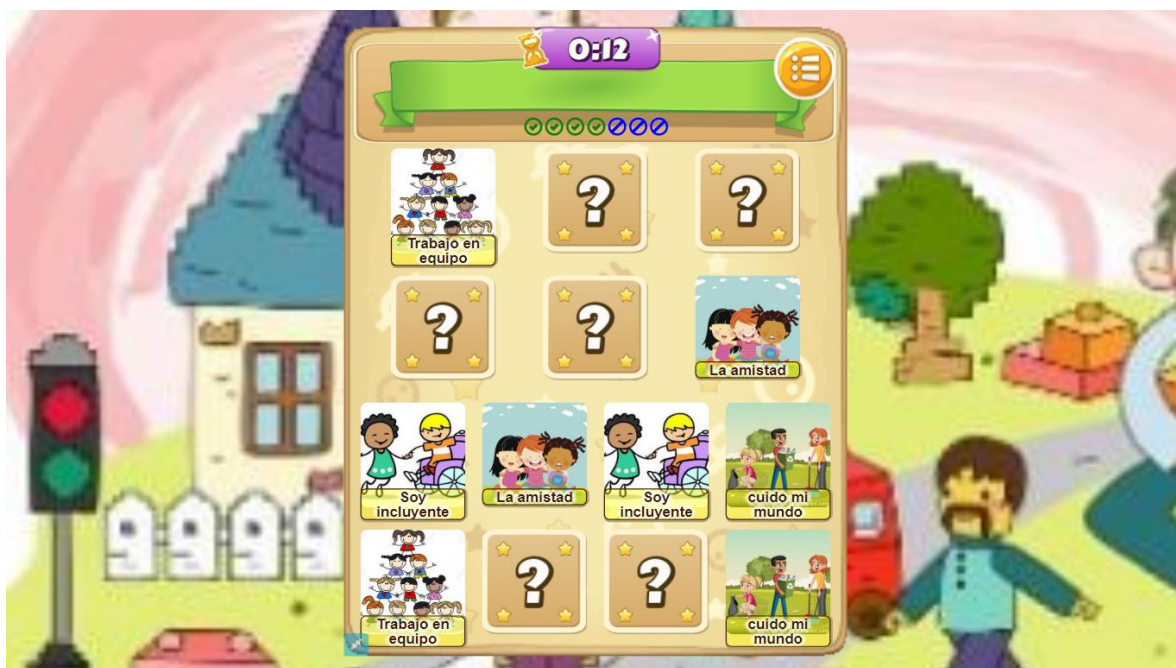 0:12
Trabajo en
equipo
?
?
?
?
La amistad
Soy
incluyente
La amistad
Soy
incluyente
cuido mi
mundo
Trabajo en
equipo
?
?
cuido mi
mundo